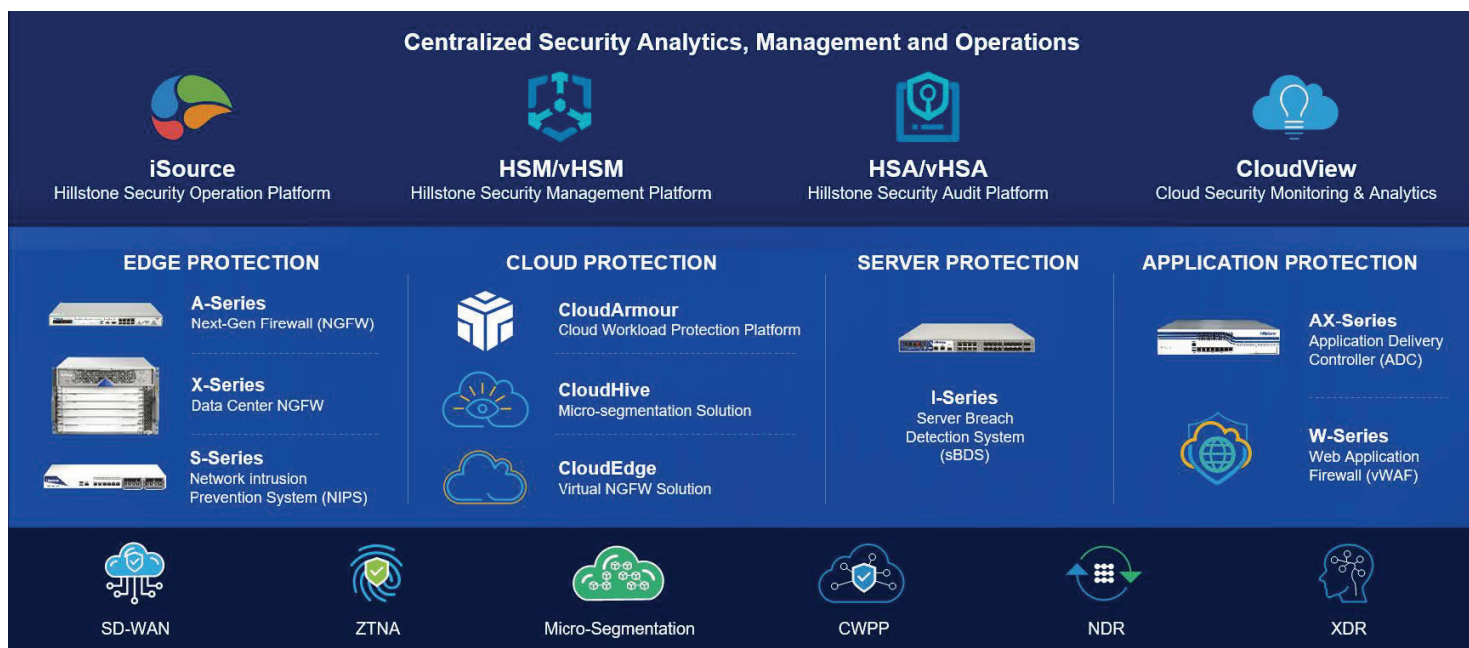 Centralized Security Analytics, Management and Operations
iSource
Hillstone Security Operation Platform
HSM/vHSM
Hillstone Security Management Platform
HSA/vHSA
Hillstone Security Audit Platform
CloudView
Cloud Security Monitoring & Analytics
EDGE PROTECTION
A-Series
Next-Gen Firewall (NGFW)
X-Series
Data Center NGFW
S-Series
Network intrusion
Prevention System (NIPS)
CLOUD PROTECTION
CloudArmour
Cloud Workload Protection Platform
CloudHive
Micro-segmentation Solution
CloudEdge
Virtual NGFW Solution
SERVER PROTECTION
I-Series
Server Breach
Detection System
(sBDS)
APPLICATION PROTECTION
AX-Series
Application Delivery
Controller (ADC)
W-Series
Web Application
Firewall (vWAF)
SD-WAN
ZTNA
Micro-Segmentation
CWPP
NDR
XDR